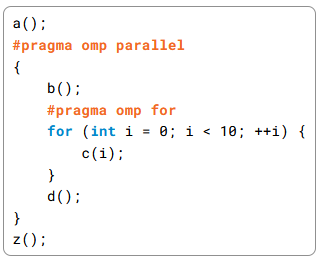 a();
#pragma omp parallel
{
    b();
    #pragma omp for
    for (int i = 0; i < 10; ++i) {
        c(i);
    }
    d();
}
z();